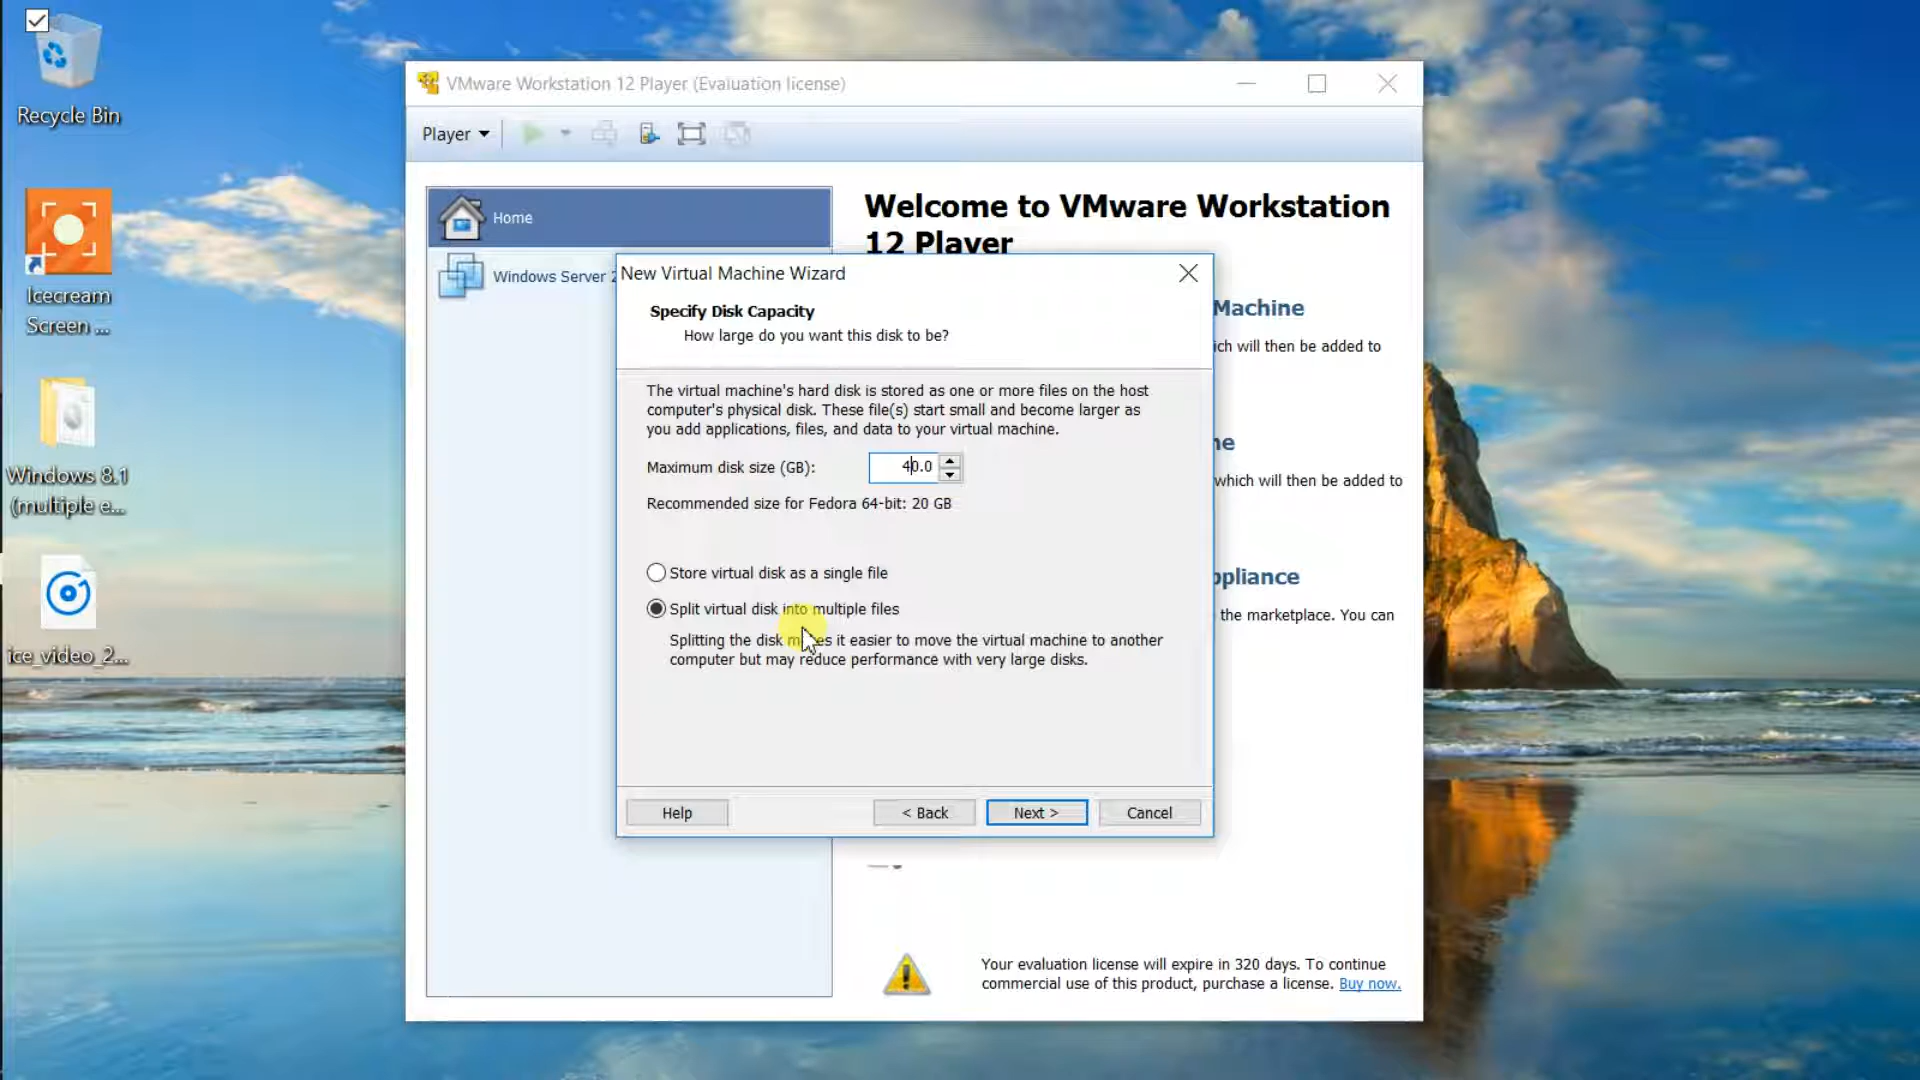 Recycle Bin
Icecream
Screen ...
Windows 8.1
(multiple e...
ice_video_2...
VMware Workstation 12 Player (Evaluation license)
Player
Home
Windows Server
Welcome to VMware Workstation
12 Player
Machine
ich will then be added to
ne
which will then be added to
ppliance
the marketplace. You can
New Virtual Machine Wizard
Specify Disk Capacity
How large do you want this disk to be?
The virtual machine's hard disk is stored as one or more files on the host
computer's physical disk. These file(s) start small and become larger as
you add applications, files, and data to your virtual machine.
Maximum disk size (GB): 40.0
Recommended size for Fedora 64-bit: 20 GB
Store virtual disk as a single file
Split virtual disk into multiple files
Splitting the disk makes it easier to move the virtual machine to another
computer but may reduce performance with very large disks.
Help < Back Next > Cancel
Your evaluation license will expire in 320 days. To continue
commercial use of this product, purchase a license. Buy now.